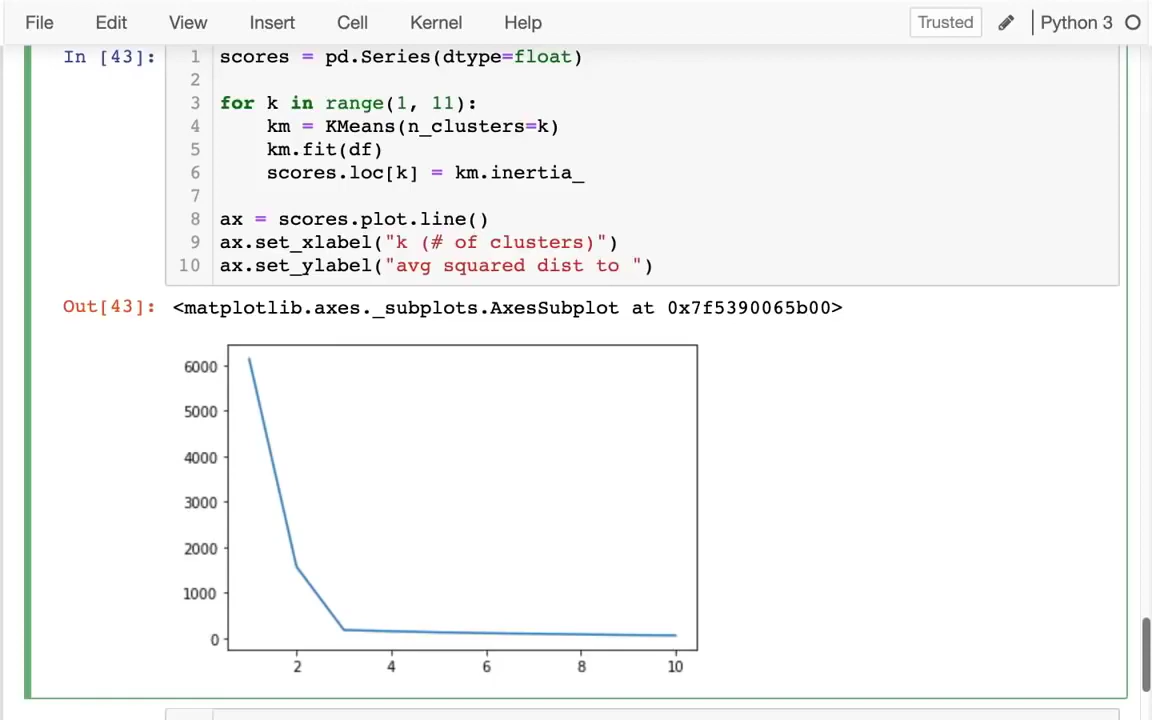 File Edit View Insert Cell Kernel Help Trusted Python 3
In [43]:
1 scores = pd.Series(dtype=float)
2
3 for k in range(1, 11):
4     km = KMeans(n_clusters=k)
5     km.fit(df)
6     scores.loc[k] = km.inertia_
7
8 ax = scores.plot.line()
9 ax.set_xlabel("k (# of clusters)")
10 ax.set_ylabel("avg squared dist to ")
Out[43]: <matplotlib.axes._subplots.AxesSubplot at 0x7f5390065b00>
6000
5000
4000
3000
2000
1000
0
2 4 6 8 10